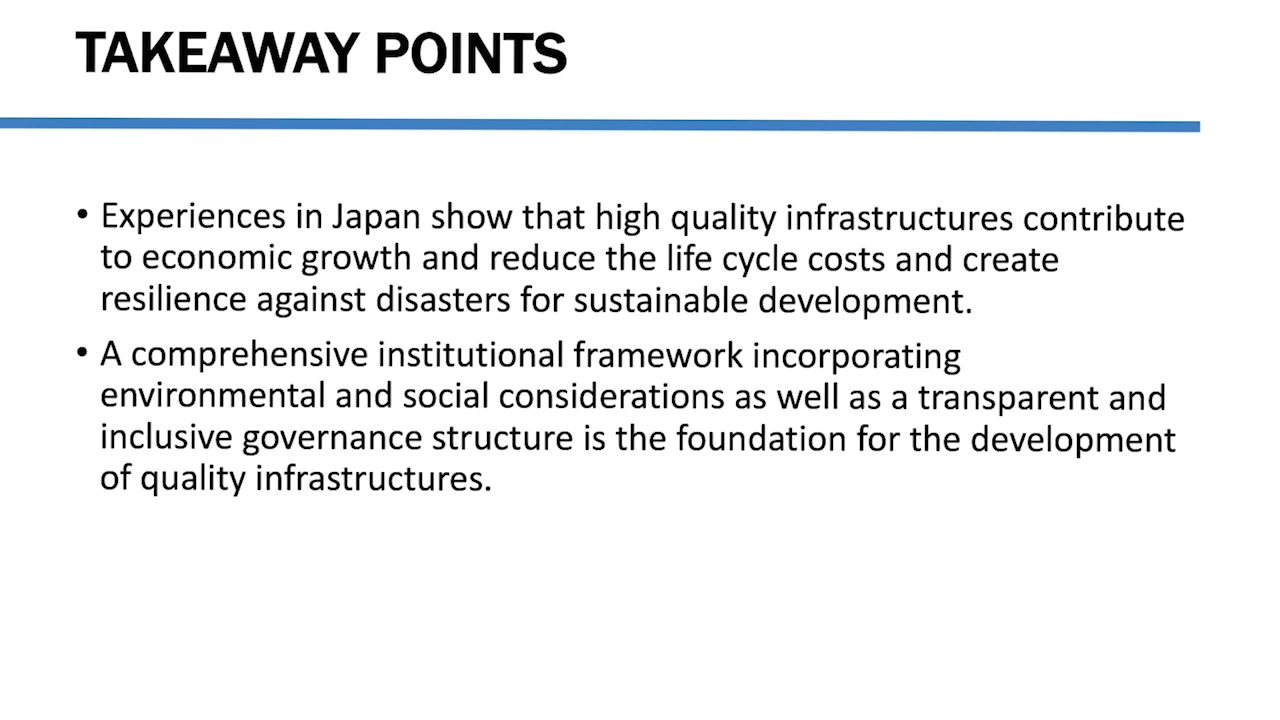 TAKEAWAY POINTS
• Experiences in Japan show that high quality infrastructures contribute
to economic growth and reduce the life cycle costs and create
resilience against disasters for sustainable development.
• A comprehensive institutional framework incorporating
environmental and social considerations as well as a transparent and
inclusive governance structure is the foundation for the development
of quality infrastructures.